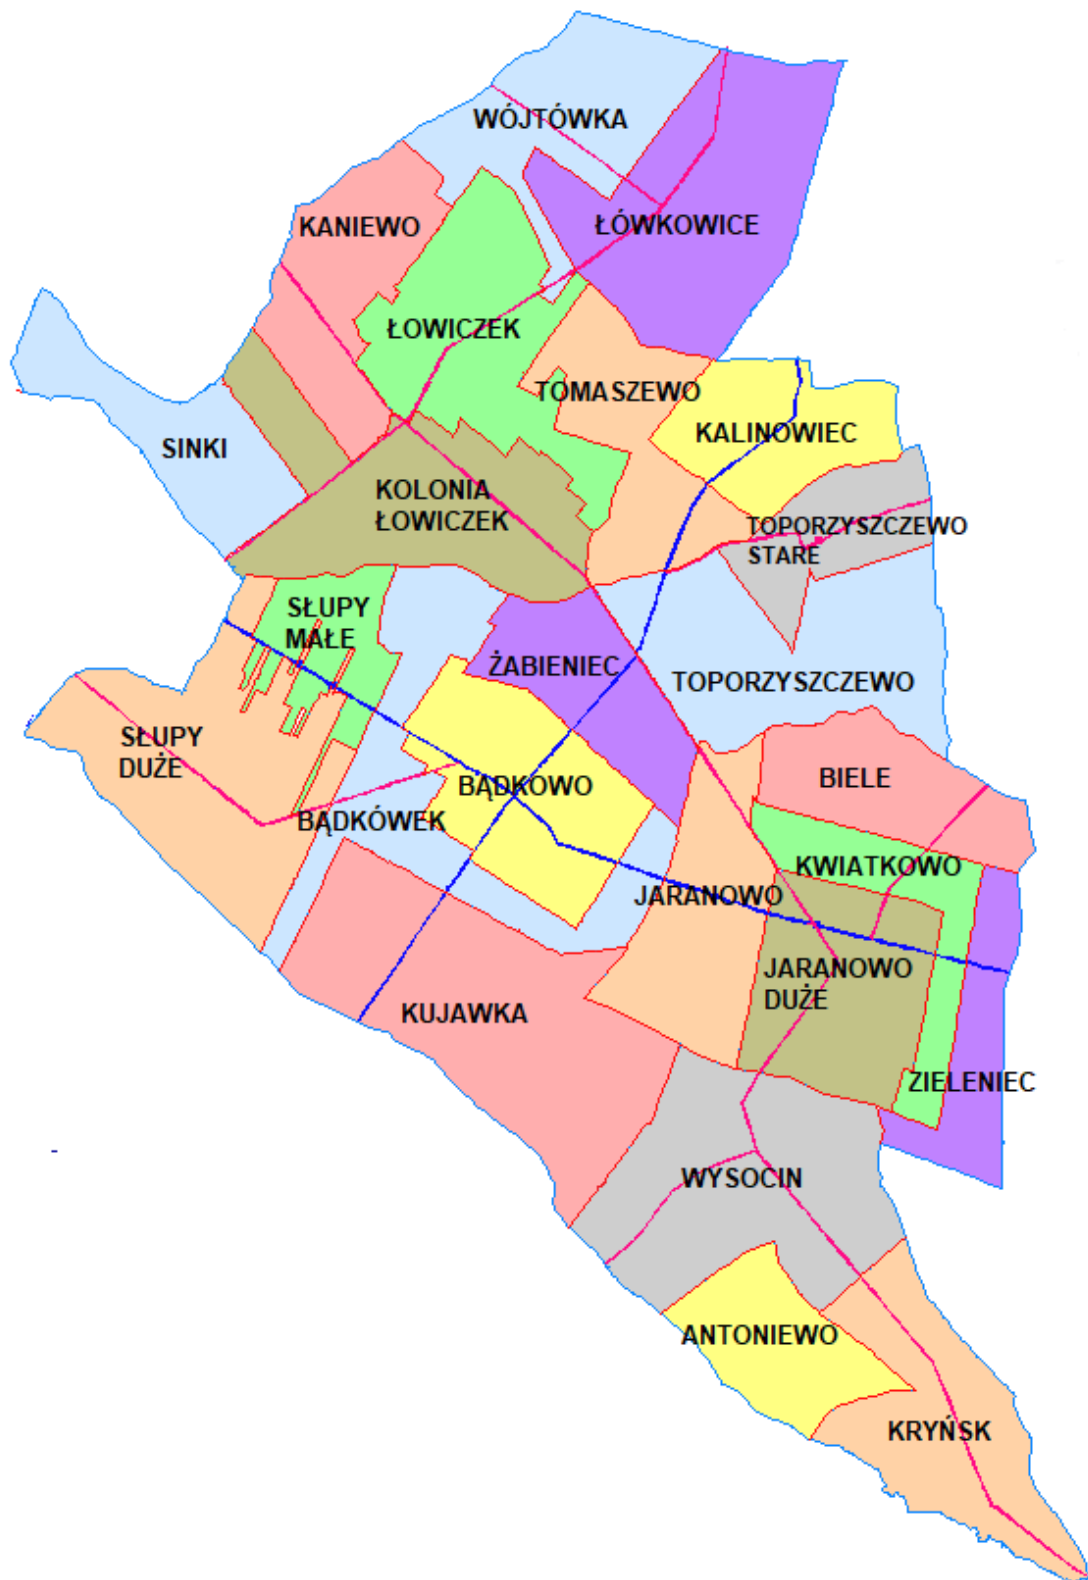 WÓJTÓWKA
ŁÓWKOWICE
KANIEWO
ŁOWICZEK
TOMASZEWO
KALINOWIEC
SINKI
KOLONIA
ŁOWICZEK
TOPORZYSZCZEWO
STARE
SŁUPY
MAŁE
ŻABIENIEC
TOPORZYSZCZEWO
SŁUPY
DUŻE
BĄDKOWO
BIELE
BĄDKÓWEK
KWIATKOWO
JARANOWO
JARANOWO
DUŻE
KUJAWKA
ZIELENIEC
WYSOCIN
ANTONIEWO
KRYŃSK